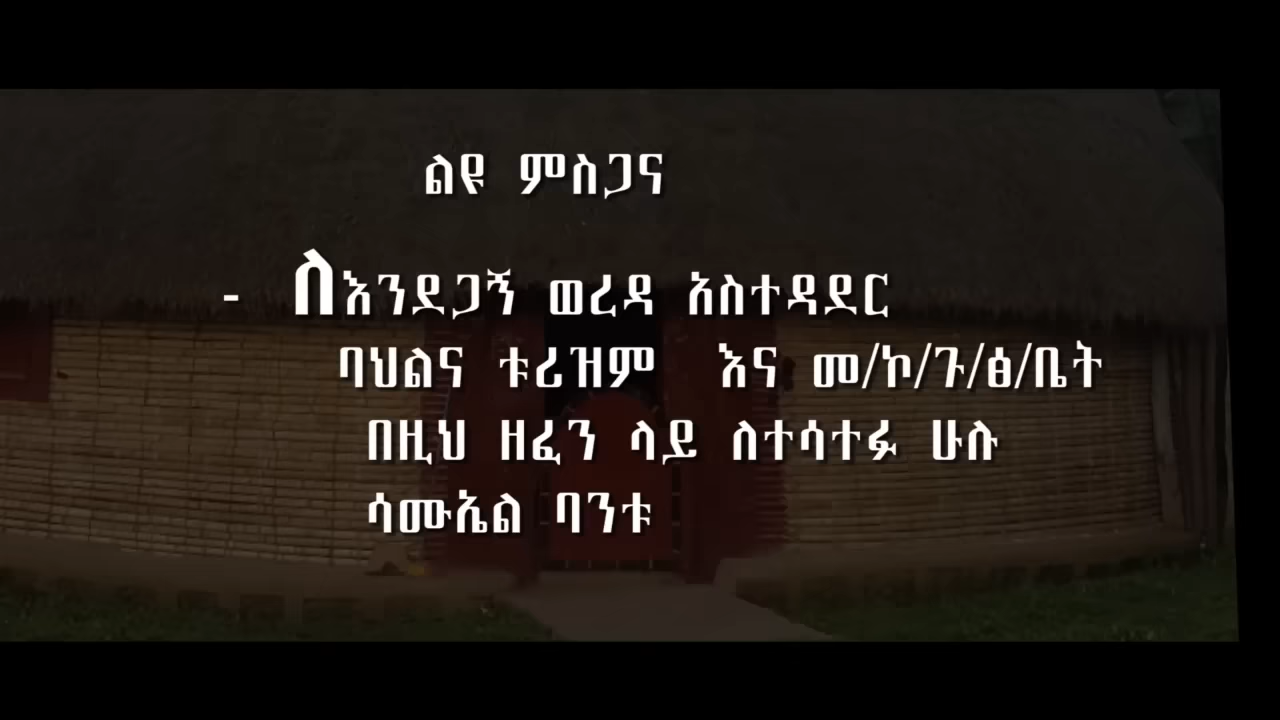 ልዩ ምስጋና
- ለእንደጋኝ ወረዳ አስተዳደር
ባህልና ቱሪዝም እና መ/ኮ/ጉ/ፅ/ቤት
በዚህ ዘፈን ላይ ለተሳተፉ ሁሉ
ሳሙኤል ባንቱ